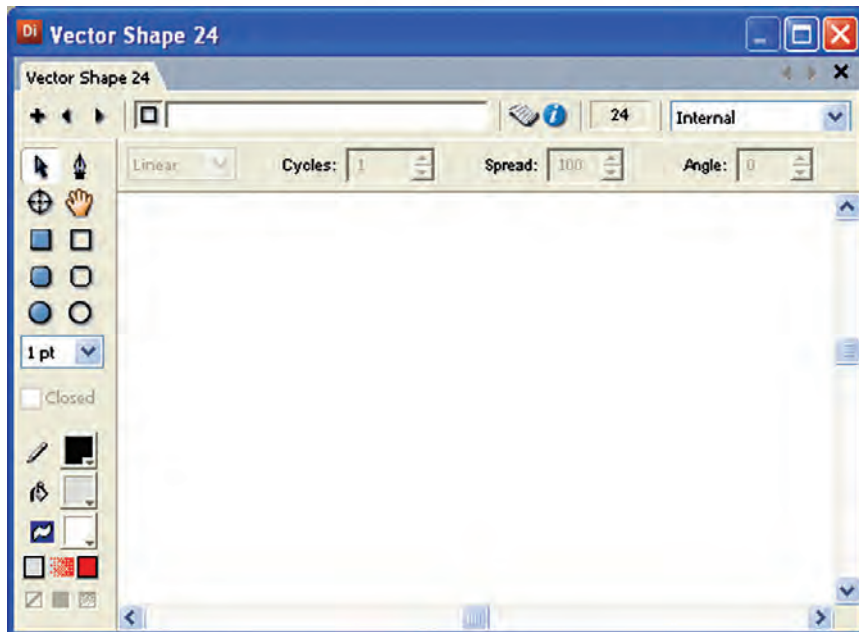 Di Vector Shape 24
Vector Shape 24
24 Internal
Linear Cycles: 1 Spread: 100 Angle: 0
1 pt
Closed